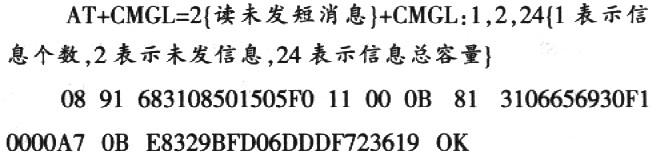 AT+CMGL=2{读未发短消息}+CMGL:1,2,24{1 表示信
息个数,2 表示未发信息,24 表示信息总容量}
08 91 683108501505F0 11 00 0B 81 3106656930F1
0000A7 0B E8329BFD06DDDF723619 OK